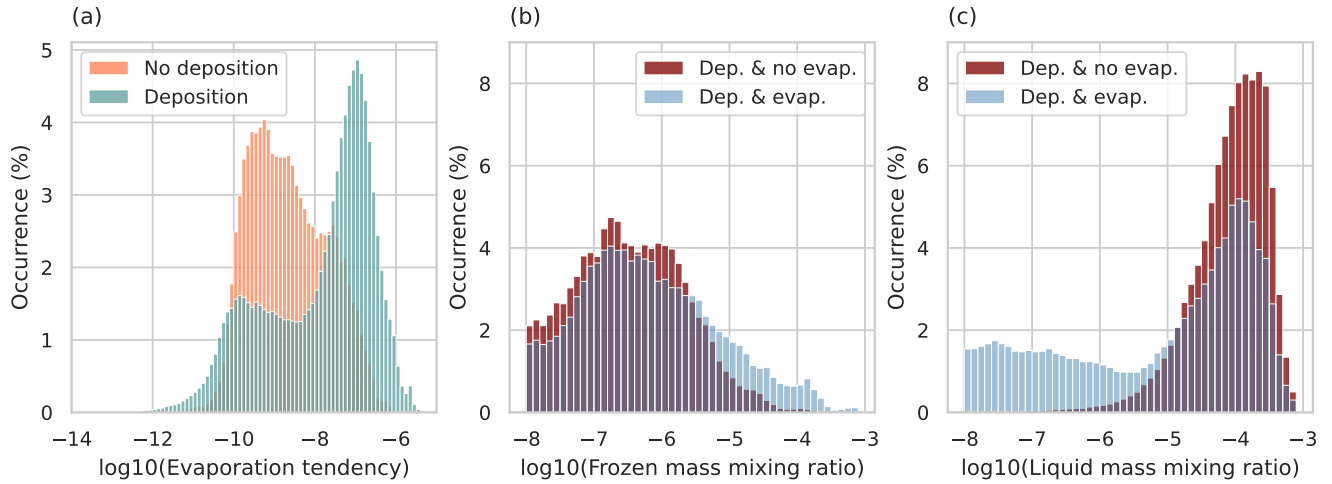 (a)
Occurrence (%)
5
4
3
2
1
0
No deposition
Deposition
−14
−12
−10
−8
−6
log10(Evaporation tendency)
(b)
Occurrence (%)
8
6
4
2
0
Dep. & no evap.
Dep. & evap.
−8
−7
−6
−5
−4
−3
log10(Frozen mass mixing ratio)
(c)
Occurrence (%)
8
6
4
2
0
Dep. & no evap.
Dep. & evap.
−8
−7
−6
−5
−4
−3
log10(Liquid mass mixing ratio)